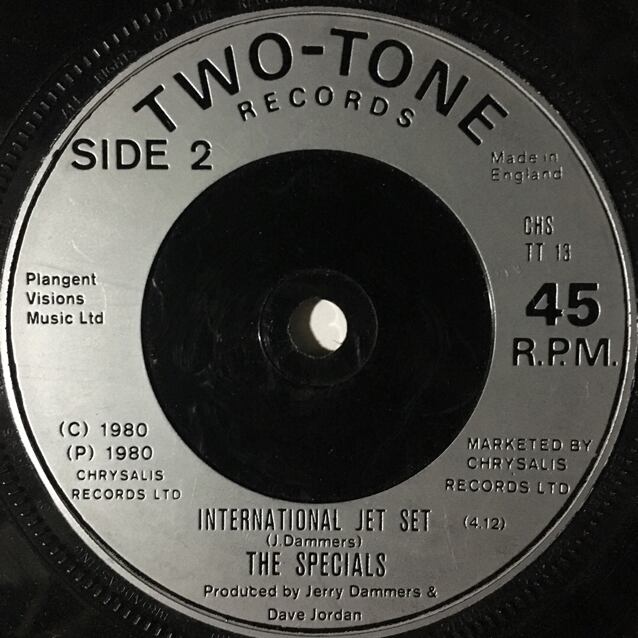 TWO-TONE
RECORDS
SIDE 2
Made in
England
CHS
TT 13
45
R.P.M.
Plangent
Visions
Music Ltd
(C) 1980
(P) 1980
CHRYSALIS
RECORDS LTD
MARKETED BY
CHRYSALIS
RECORDS LTD
INTERNATIONAL JET SET (4.12)
(J.Dammers)
THE SPECIALS
Produced by Jerry Dammers &
Dave Jordan